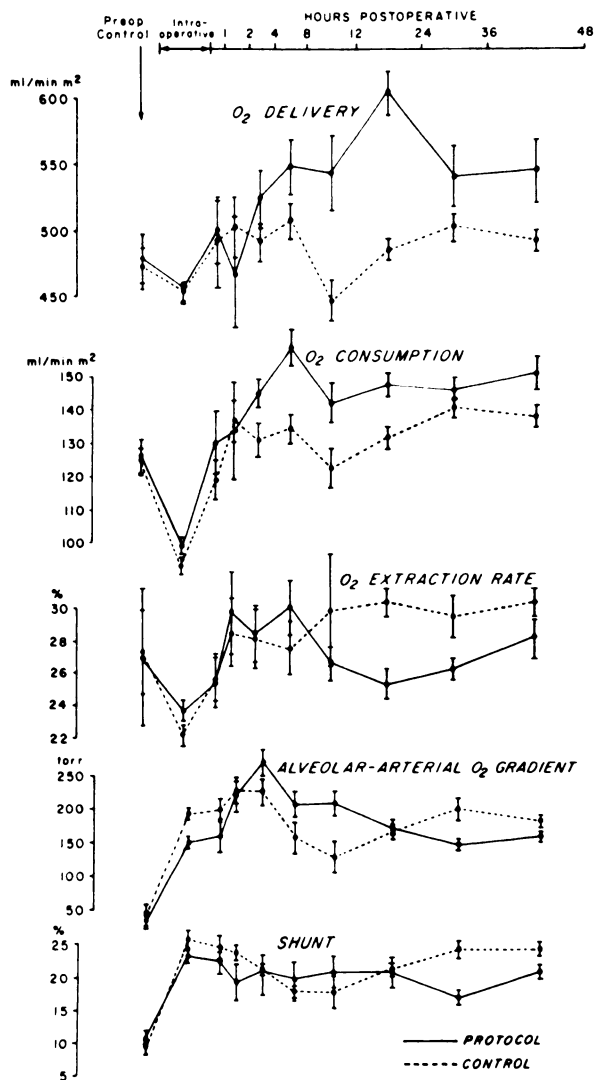 HOURS POSTOPERATIVE
Preop Control
Intra-operative
1 2 4 8 12 24 36 48
ml/min m2
O2 DELIVERY
600
550
500
450
ml/min m2
O2 CONSUMPTION
150
140
130
120
110
100
%
O2 EXTRACTION RATE
30
28
26
24
22
torr
ALVEOLAR-ARTERIAL O2 GRADIENT
250
200
150
100
50
%
SHUNT
25
20
15
10
5
PROTOCOL
CONTROL